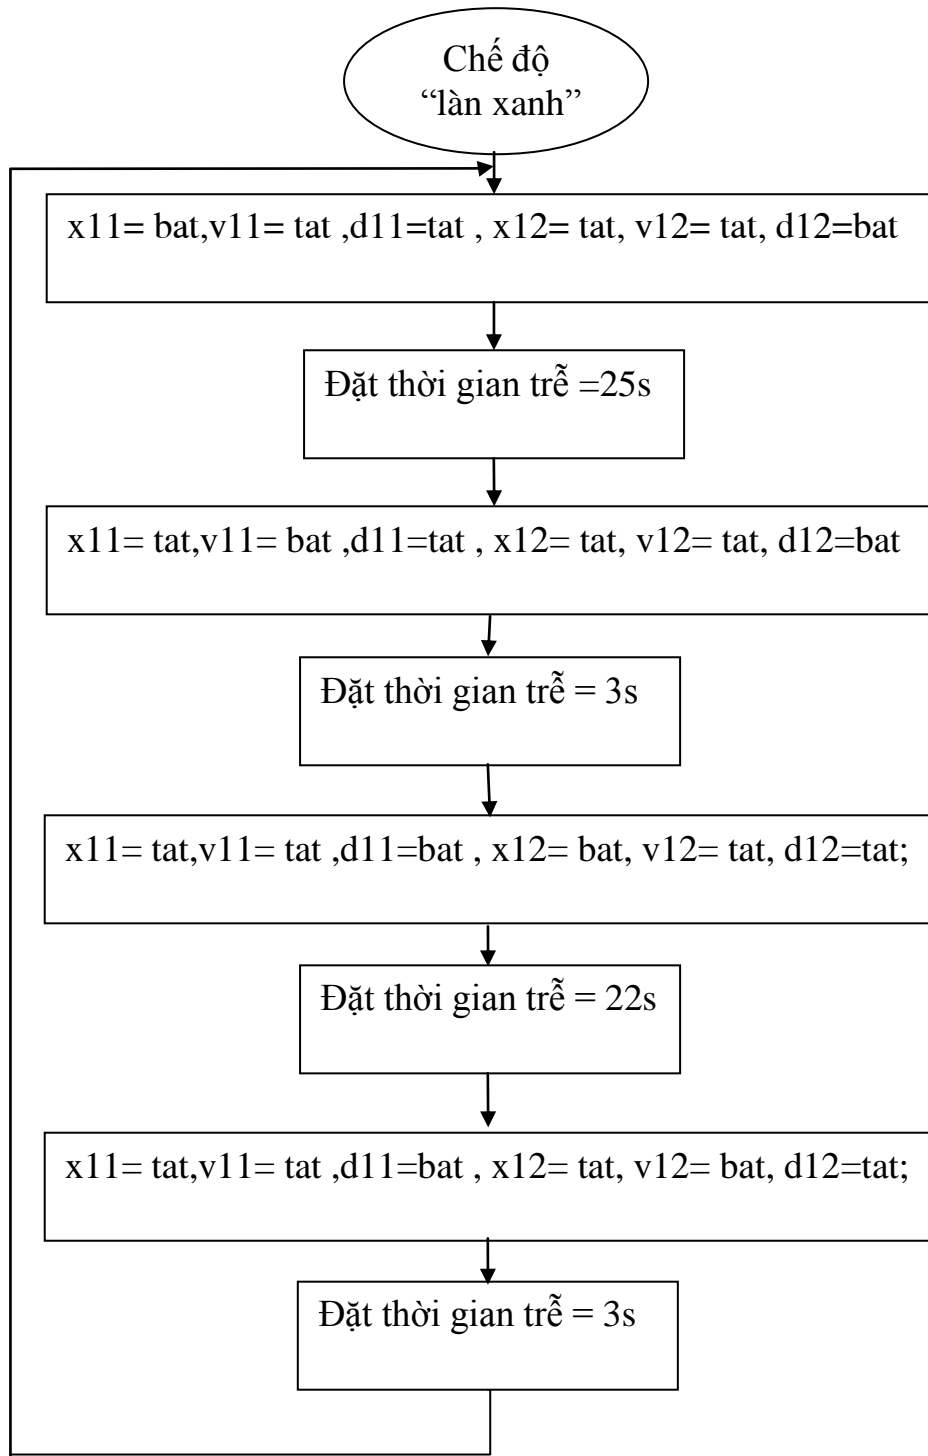 Chế độ
“làn xanh”
x11= bat,v11= tat ,d11=tat , x12= tat, v12= tat, d12=bat
Đặt thời gian trễ =25s
x11= tat,v11= bat ,d11=tat , x12= tat, v12= tat, d12=bat
Đặt thời gian trễ = 3s
x11= tat,v11= tat ,d11=bat , x12= bat, v12= tat, d12=tat;
Đặt thời gian trễ = 22s
x11= tat,v11= tat ,d11=bat , x12= tat, v12= bat, d12=tat;
Đặt thời gian trễ = 3s